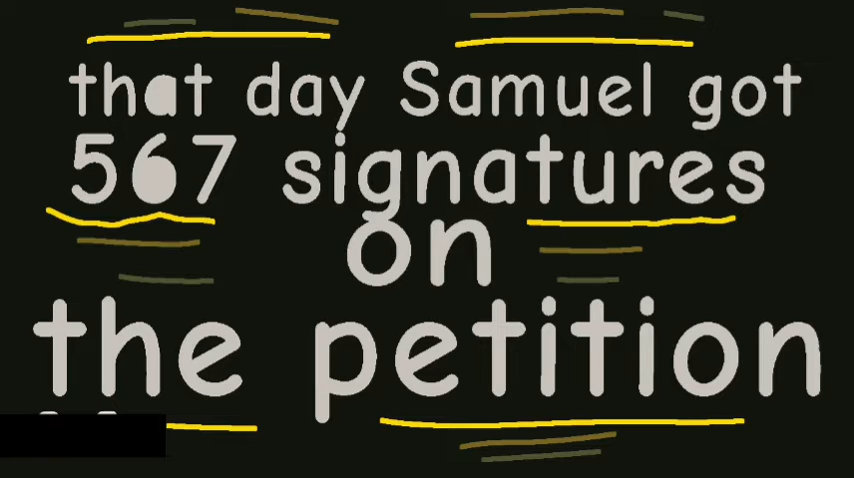 that day Samuel got
567 signatures
on
the petition